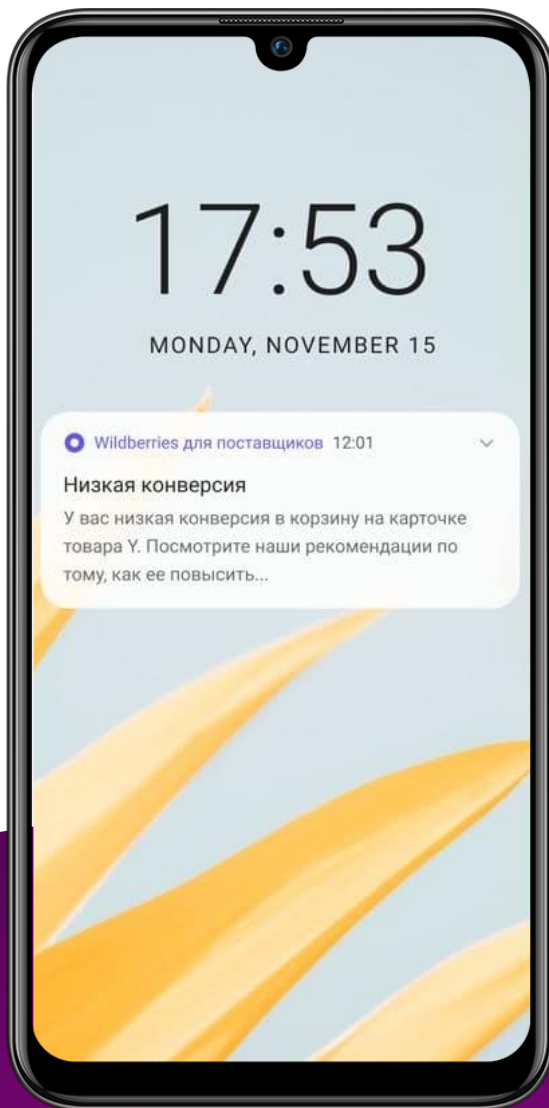 17:53
MONDAY, NOVEMBER 15
Wildberries для поставщиков 12:01
Низкая конверсия
У вас низкая конверсия в корзину на карточке
товара Y. Посмотрите наши рекомендации по
тому, как ее повысить...